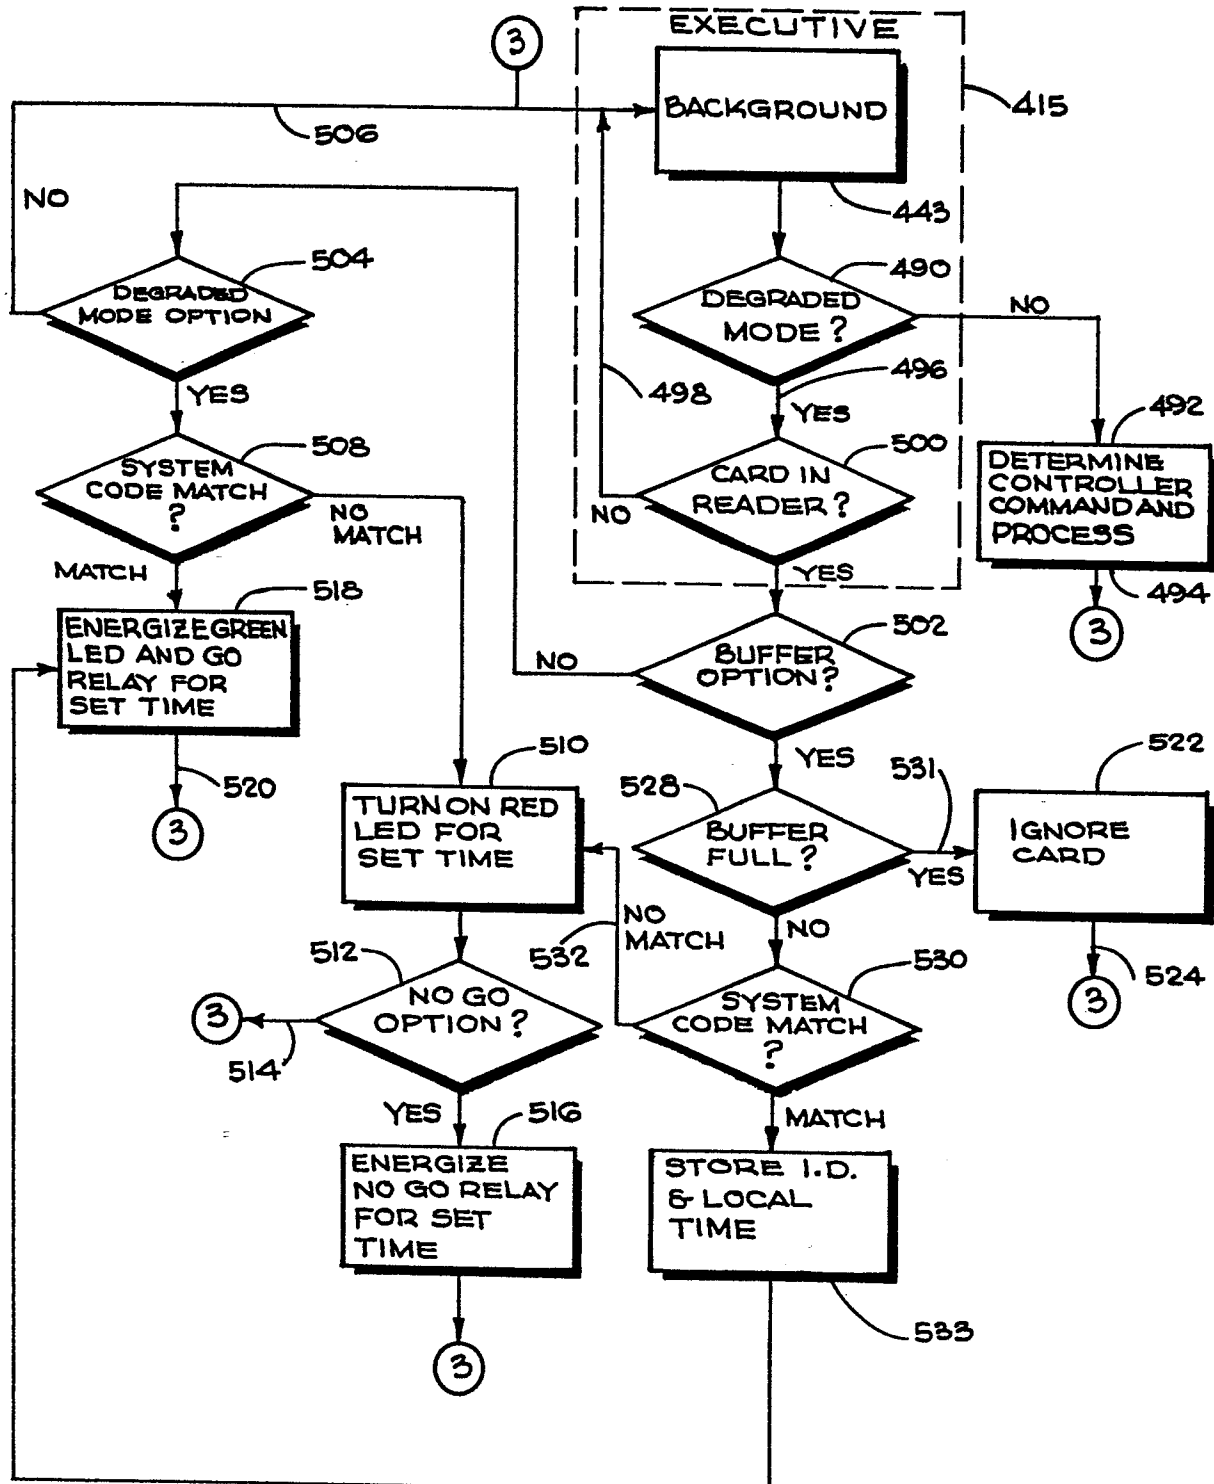 EXECUTIVE
3
BACKGROUND
415
506
443
NO
504
DEGRADED
MODE OPTION
490
DEGRADED
MODE?
NO
498
496
YES
YES
492
508
SYSTEM
CODE MATCH
?
NO
MATCH
500
CARD IN
READER?
NO
DETERMINE
CONTROLLER
COMMAND AND
PROCESS
MATCH
518
YES
494
3
ENERGIZE GREEN
LED AND GO
RELAY FOR
SET TIME
502
BUFFER
OPTION?
NO
520
3
YES
510
TURN ON RED
LED FOR
SET TIME
528
BUFFER
FULL?
531
YES
522
IGNORE
CARD
NO
MATCH
532
NO
524
3
512
NO GO
OPTION?
3
514
530
SYSTEM
CODE MATCH
?
YES
516
MATCH
ENERGIZE
NO GO RELAY
FOR SET
TIME
STORE I.D.
& LOCAL
TIME
533
3